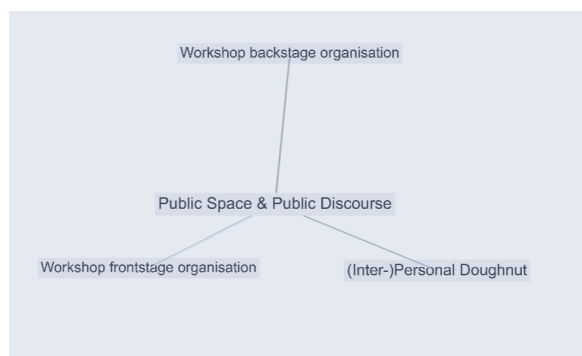 Workshop backstage organisation
Public Space & Public Discourse
Workshop frontstage organisation
(Inter-)Personal Doughnut